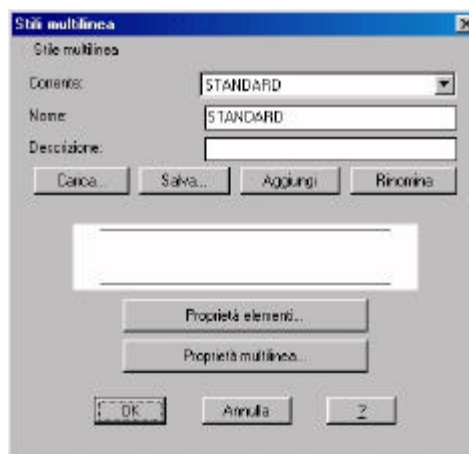 Stili multilinea
Stile multilinea
Corrente: STANDARD
Nome: STANDARD
Descrizione:
Carica... Salva... Aggiungi Rinomina
Proprietà elementi...
Proprietà multilinea...
OK Annulla ?